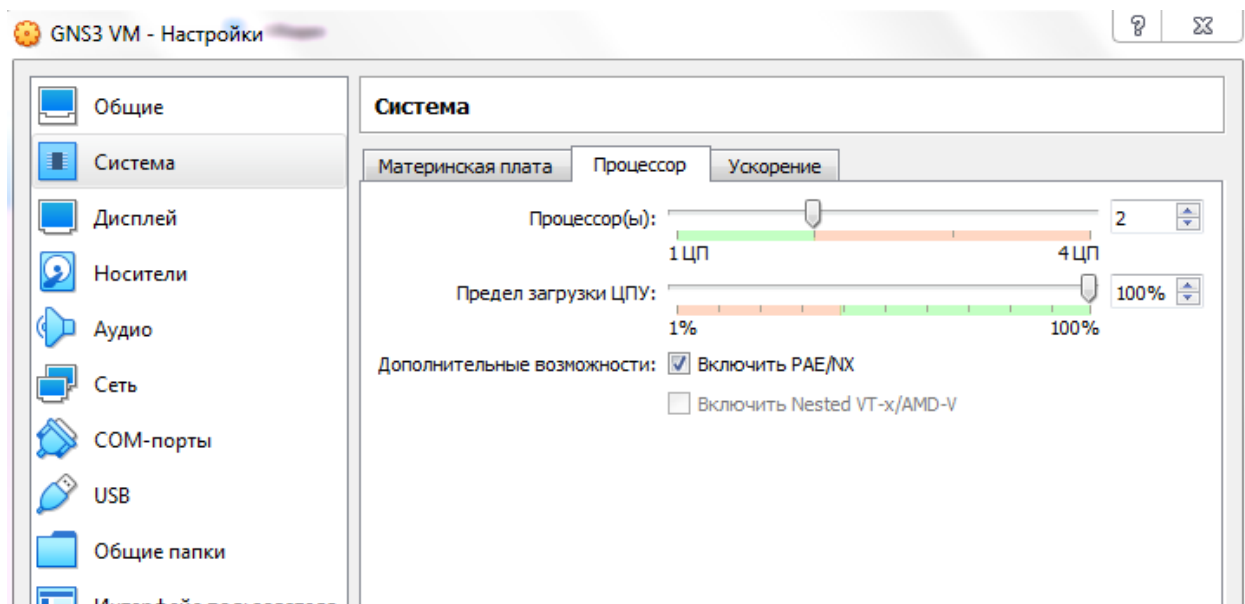 GNS3 VM - Настройки
Общие
Система
Дисплей
Носители
Аудио
Сеть
COM-порты
USB
Общие папки
Система
Материнская плата
Процессор
Ускорение
Процессор(ы):
2
1 ЦП
4 ЦП
Предел загрузки ЦПУ:
100%
1%
100%
Дополнительные возможности:
Включить PAE/NX
Включить Nested VT-x/AMD-V